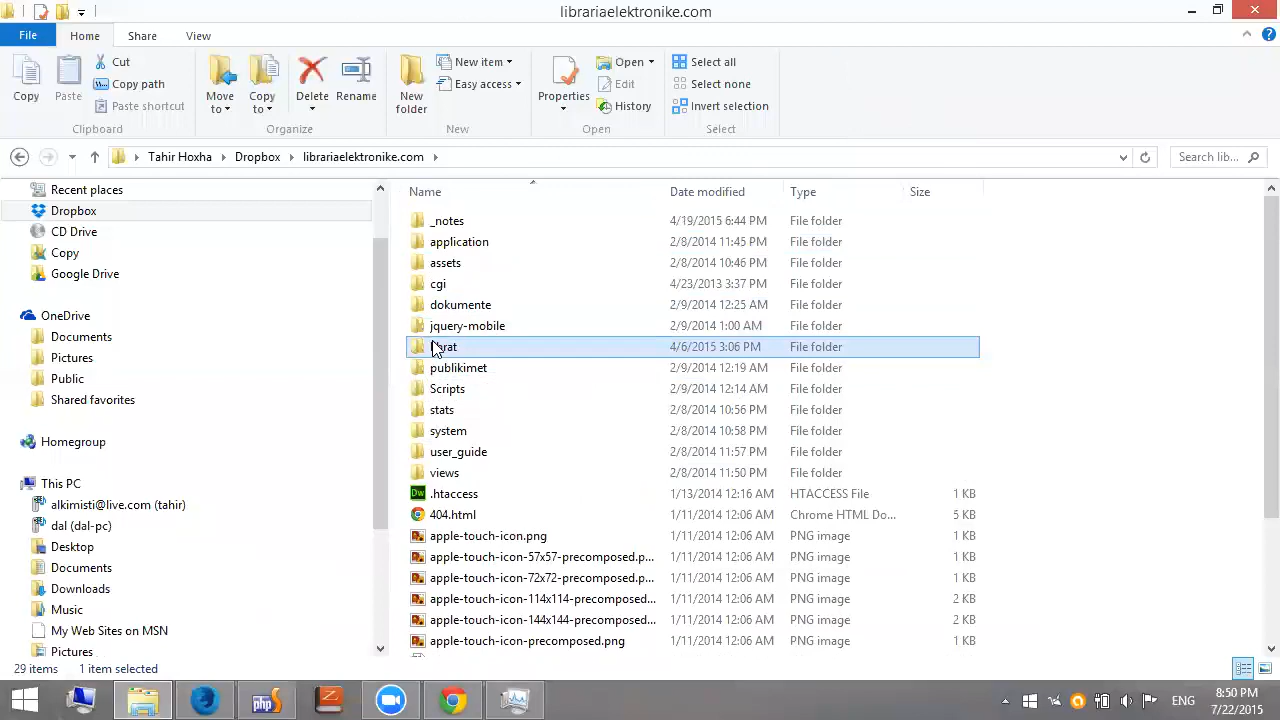 librariaelektronike.com
File Home Share View
Copy Paste Cut Copy path Paste shortcut
Clipboard
Move to Copy to Delete Rename
Organize
New folder New item Easy access
New
Properties Open Edit History
Open
Select all Select none Invert selection
Select
Tahir Hoxha Dropbox librariaelektronike.com Search lib...
Recent places
Dropbox
CD Drive
Copy
Google Drive
OneDrive
Documents
Pictures
Public
Shared favorites
Homegroup
This PC
alkimisti@live.com (tahir)
dal (dal-pc)
Desktop
Documents
Downloads
Music
My Web Sites on MSN
Pictures
Name Date modified Type Size
_notes 4/19/2015 6:44 PM File folder
application 2/8/2014 11:45 PM File folder
assets 2/8/2014 10:46 PM File folder
cgi 4/23/2013 3:37 PM File folder
dokumente 2/9/2014 12:25 AM File folder
jquery-mobile 2/9/2014 1:00 AM File folder
4/6/2015 3:06 PM File folder
publikimet 2/9/2014 12:19 AM File folder
Scripts 2/9/2014 12:14 AM File folder
stats 2/8/2014 10:56 PM File folder
system 2/8/2014 10:58 PM File folder
user_guide 2/8/2014 11:57 PM File folder
views 2/8/2014 11:50 PM File folder
.htaccess 1/13/2014 12:16 AM HTACCESS File 1 KB
404.html 1/11/2014 12:06 AM Chrome HTML Do... 5 KB
apple-touch-icon.png 1/11/2014 12:06 AM PNG image 1 KB
apple-touch-icon-57x57-precomposed.p... 1/11/2014 12:06 AM PNG image 1 KB
apple-touch-icon-72x72-precomposed.p... 1/11/2014 12:06 AM PNG image 1 KB
apple-touch-icon-114x114-precomposed... 1/11/2014 12:06 AM PNG image 2 KB
apple-touch-icon-144x144-precomposed... 1/11/2014 12:06 AM PNG image 2 KB
apple-touch-icon-precomposed.png 1/11/2014 12:06 AM PNG image 1 KB
29 items 1 item selected
php
ENG
8:50 PM
7/22/2015